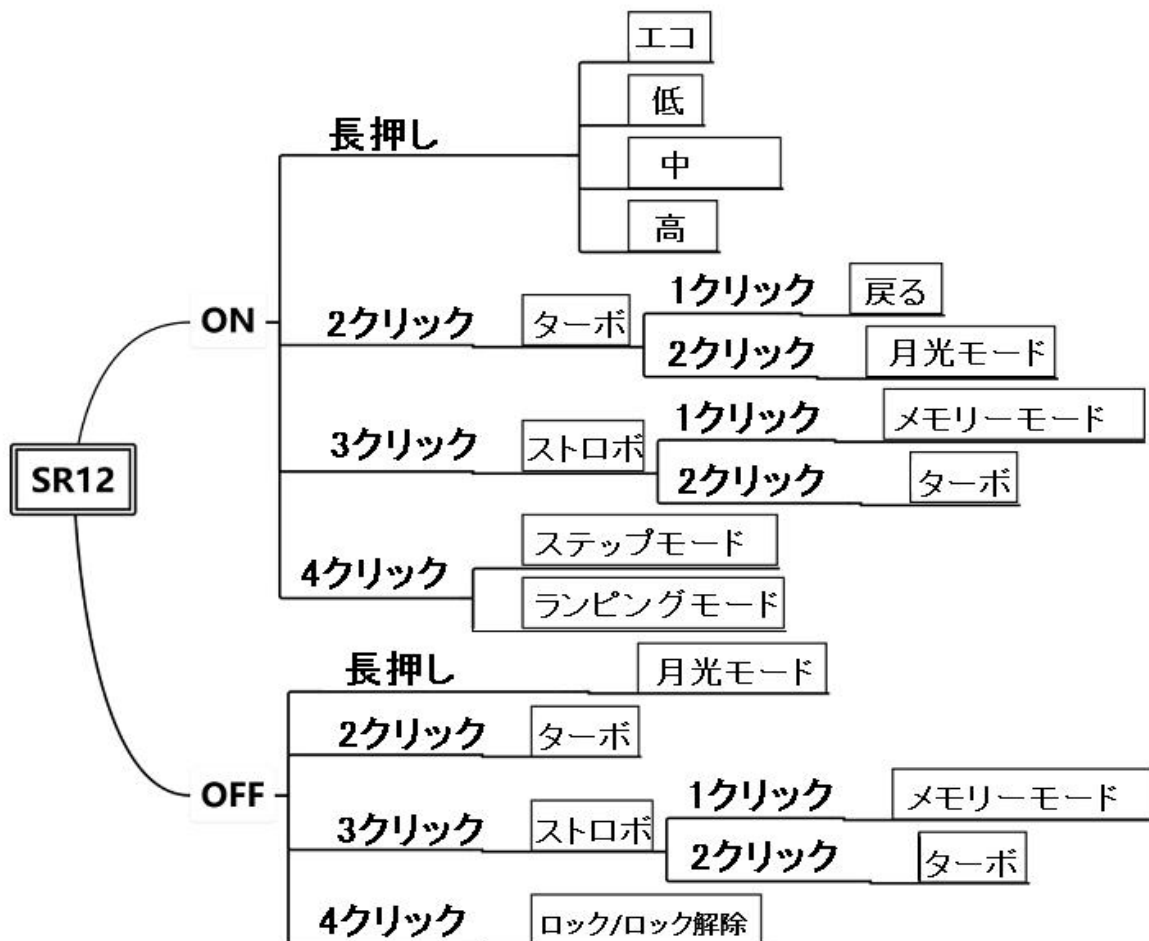 SR12
ON
長押し
エコ
低
中
高
2クリック
ターボ
1クリック
戻る
2クリック
月光モード
3クリック
ストロボ
1クリック
メモリーモード
2クリック
ターボ
4クリック
ステップモード
ランピングモード
OFF
長押し
月光モード
2クリック
ターボ
3クリック
ストロボ
1クリック
メモリーモード
2クリック
ターボ
4クリック
ロック/ロック解除